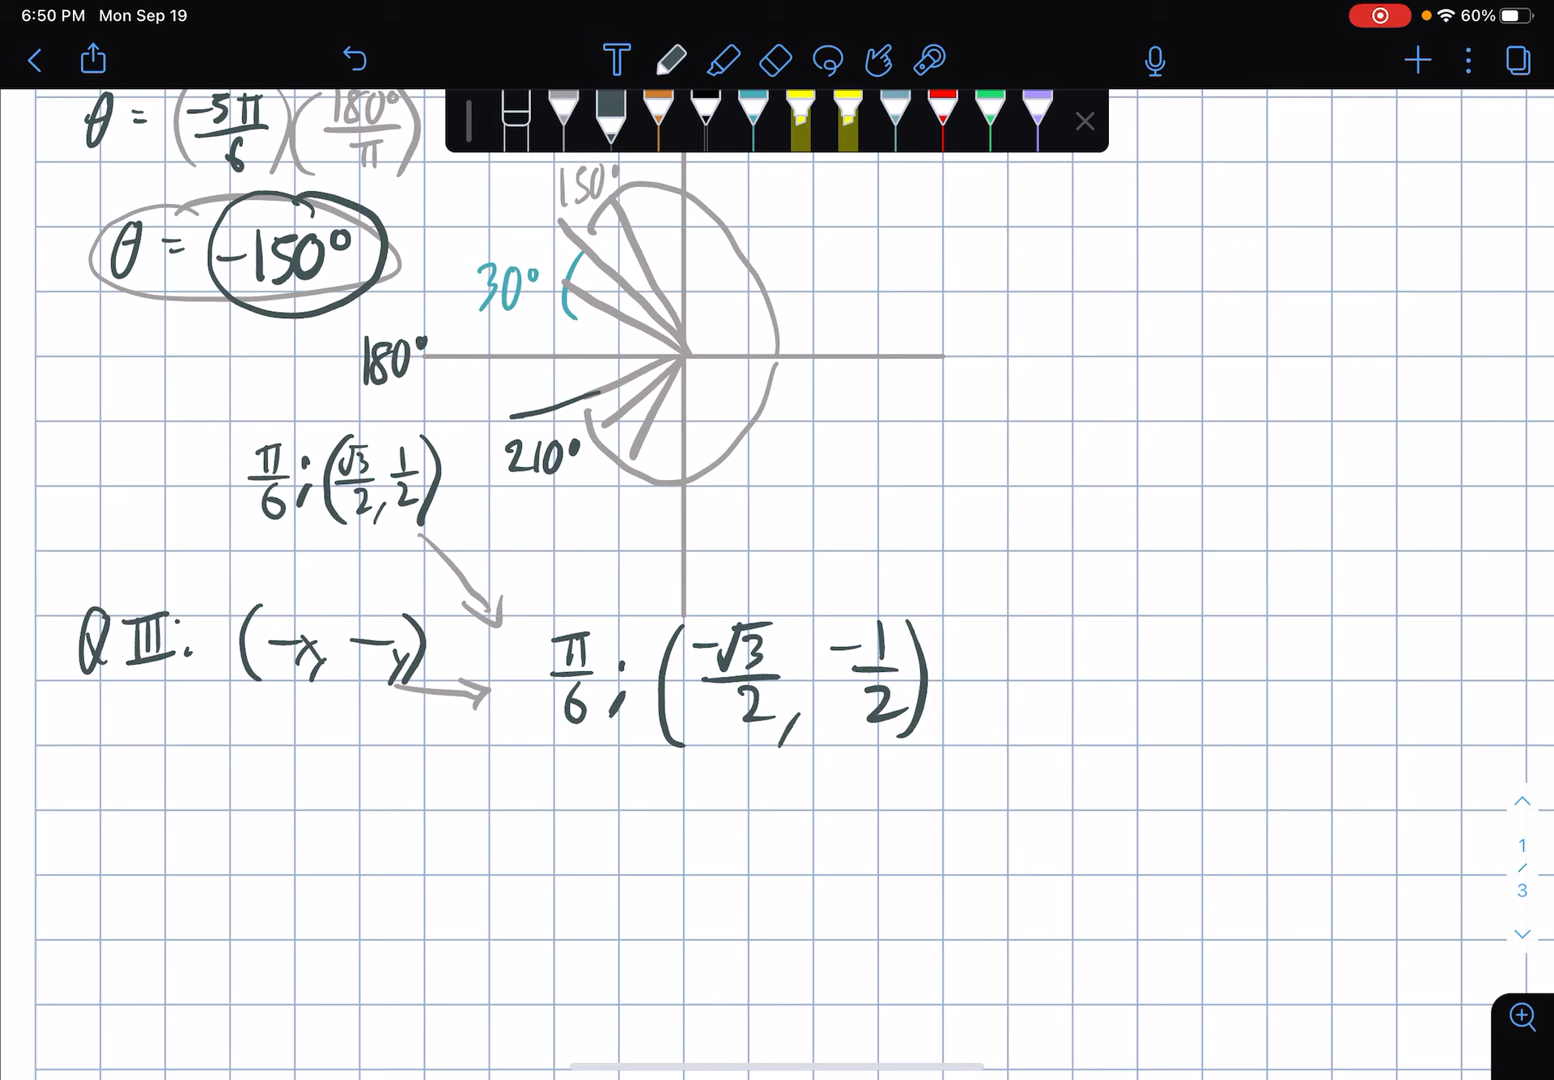 6:50 PM Mon Sep 19
60%
T
θ = (-5π/6)(180°/π)
150°
θ = -150°
30°
180°
210°
π/6 ; (√3/2, 1/2)
Q III: (-x, -y)
π/6 ; (-√3/2, -1/2)
1
/
3